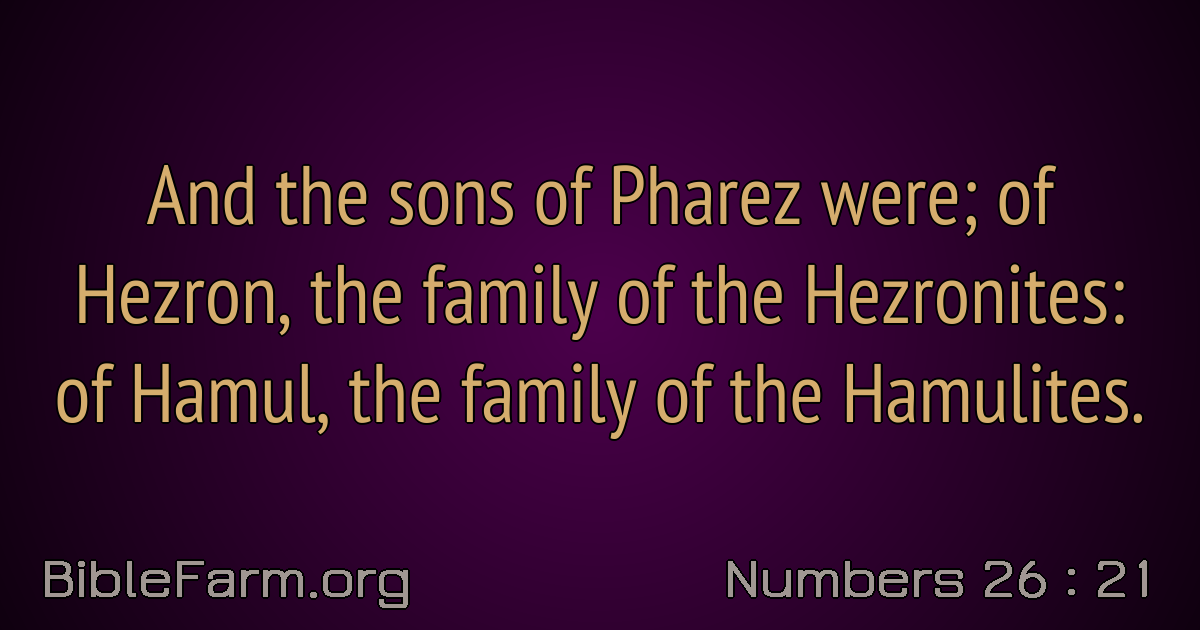 And the sons of Pharez were; of
Hezron, the family of the Hezronites:
of Hamul, the family of the Hamulites.
BibleFarm.org
Numbers 26 : 21